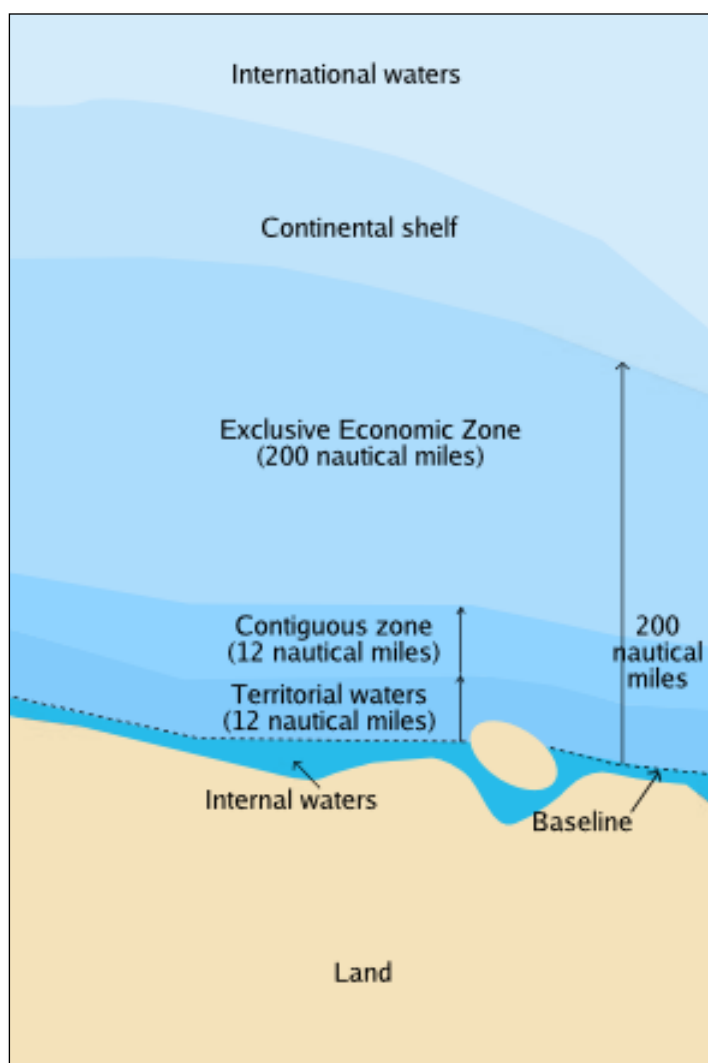 International waters
Continental shelf
Exclusive Economic Zone
(200 nautical miles)
Contiguous zone
(12 nautical miles)
200
nautical
miles
Territorial waters
(12 nautical miles)
Internal waters
Baseline
Land